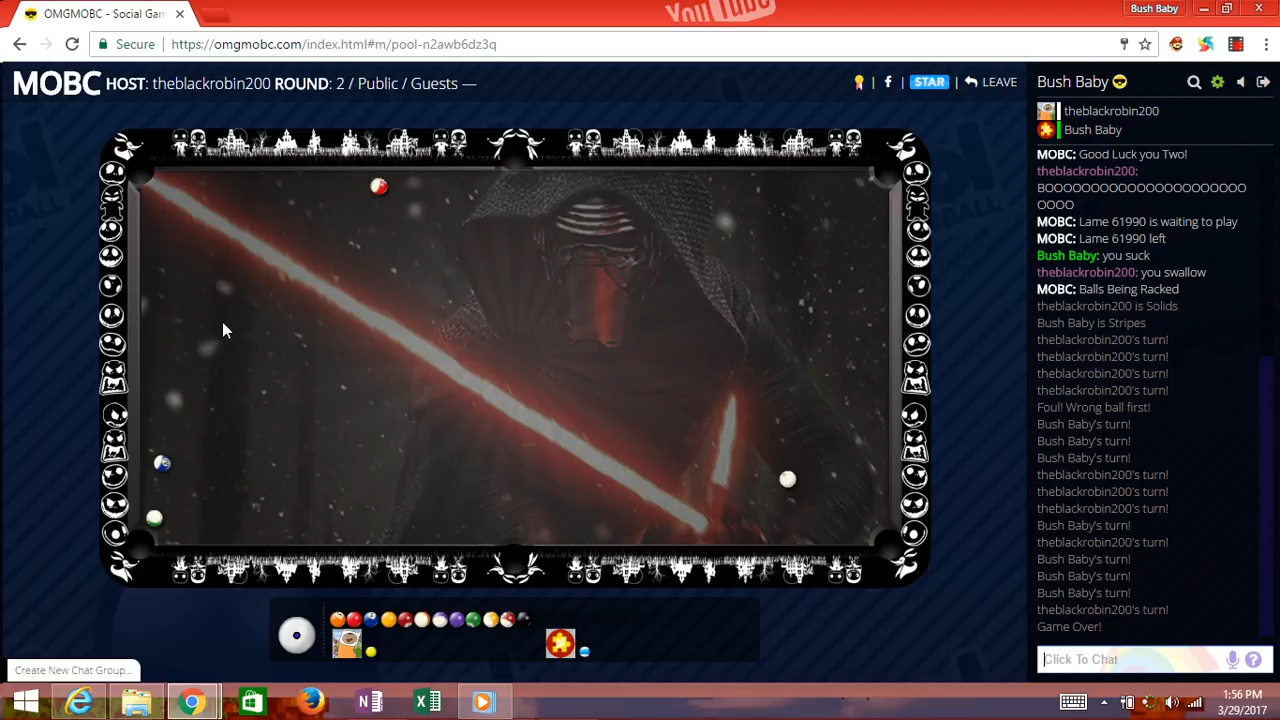 YouTube
OMGMOBC - Social Gam
Bush Baby
Secure
https://omgmobc.com/index.html#m/pool-n2awb6dz3q
MOBC HOST: theblackrobin200 ROUND: 2 / Public / Guests —
STAR
LEAVE
Bush Baby
theblackrobin200
Bush Baby
MOBC: Good Luck you Two!
theblackrobin200:
BOOOOOOOOOOOOOOOOOOOOO
OOOO
MOBC: Lame 61990 is waiting to play
MOBC: Lame 61990 left
Bush Baby: you suck
theblackrobin200: you swallow
MOBC: Balls Being Racked
theblackrobin200 is Solids
Bush Baby is Stripes
theblackrobin200's turn!
theblackrobin200's turn!
theblackrobin200's turn!
theblackrobin200's turn!
Foul! Wrong ball first!
Bush Baby's turn!
Bush Baby's turn!
Bush Baby's turn!
theblackrobin200's turn!
theblackrobin200's turn!
theblackrobin200's turn!
Bush Baby's turn!
theblackrobin200's turn!
Bush Baby's turn!
Bush Baby's turn!
Bush Baby's turn!
theblackrobin200's turn!
Game Over!
Click To Chat
Create New Chat Group...
1:56 PM
3/29/2017